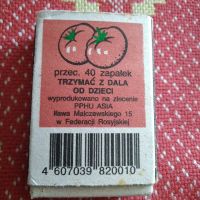 przec. 40 zapałek
TRZYMAĆ Z DALA
OD DZIECI
wyprodukowano na zlecenie
PPHU ASIA
Iława Malczewskiego 15
w Federacji Rosyjskiej
4 607039 820010